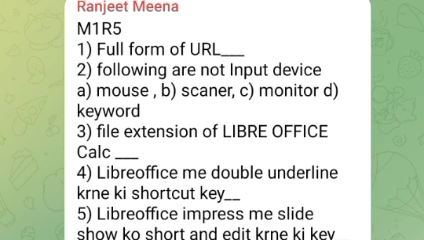 Ranjeet Meena
M1R5
1) Full form of URL___
2) following are not Input device
a) mouse , b) scaner, c) monitor d)
keyword
3) file extension of LIBRE OFFICE
Calc ___
4) Libreoffice me double underline
krne ki shortcut key__
5) Libreoffice impress me slide
show ko short and edit krne ki key__